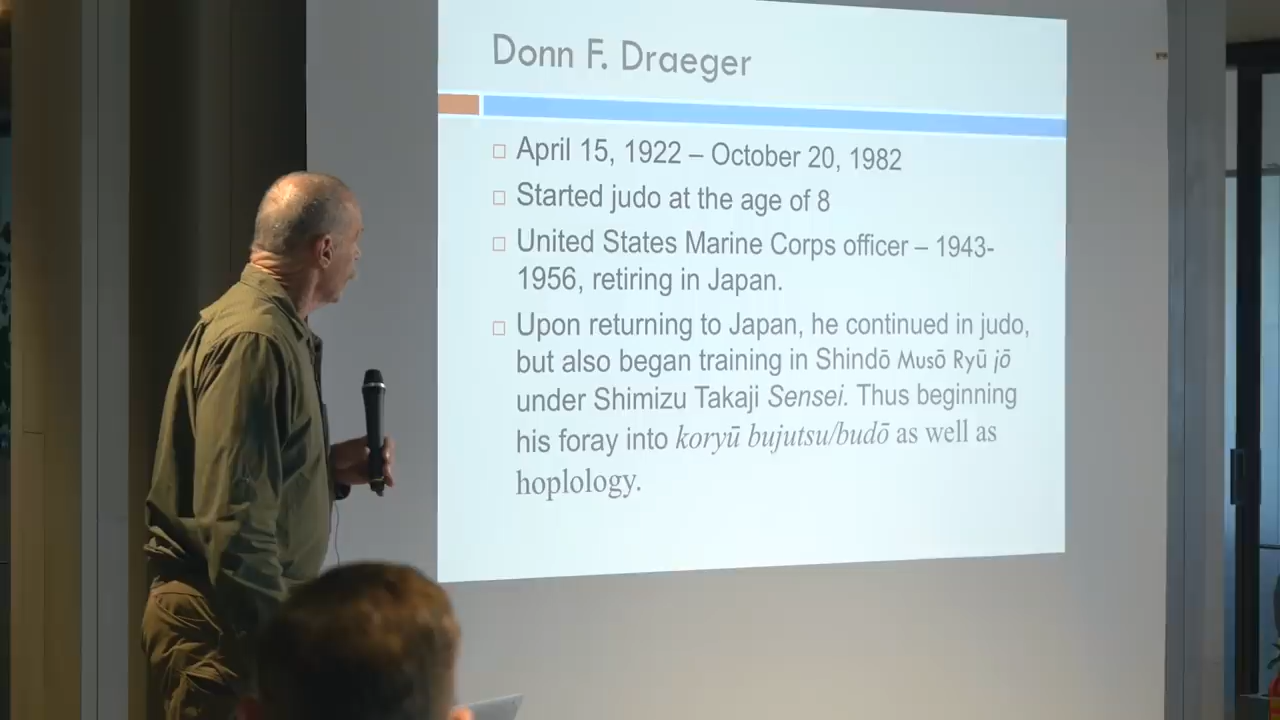 Donn F. Draeger
April 15, 1922 – October 20, 1982
Started judo at the age of 8
United States Marine Corps officer – 1943-
1956, retiring in Japan.
Upon returning to Japan, he continued in judo,
but also began training in Shindō Musō Ryū jō
under Shimizu Takaji Sensei. Thus beginning
his foray into koryū bujutsu/budō as well as
hoplology.